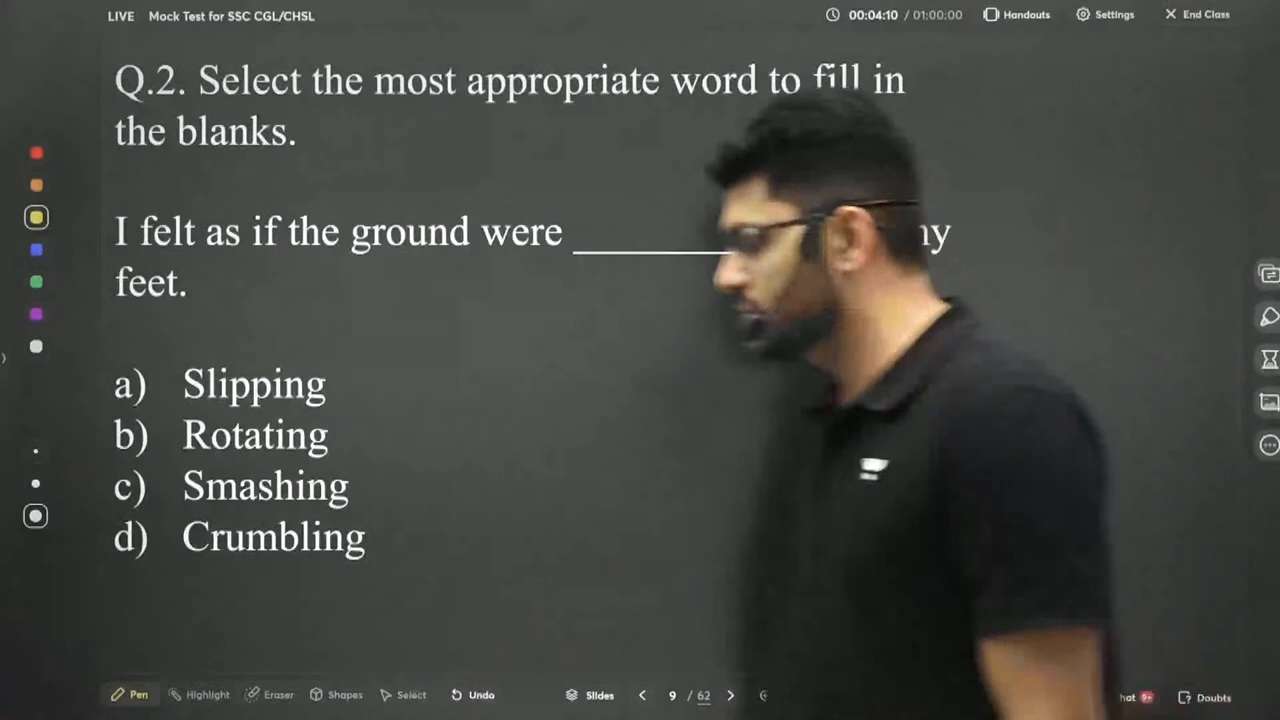 LIVE Mock Test for SSC CGL/CHSL 00:04:10 / 01:00:00 Handouts Settings End Class
Q.2. Select the most appropriate word to fill in
the blanks.
I felt as if the ground were
feet.
a) Slipping
b) Rotating
c) Smashing
d) Crumbling
Pen Highlight Eraser Shapes Select Undo Slides 9 / 62 9+ Doubts